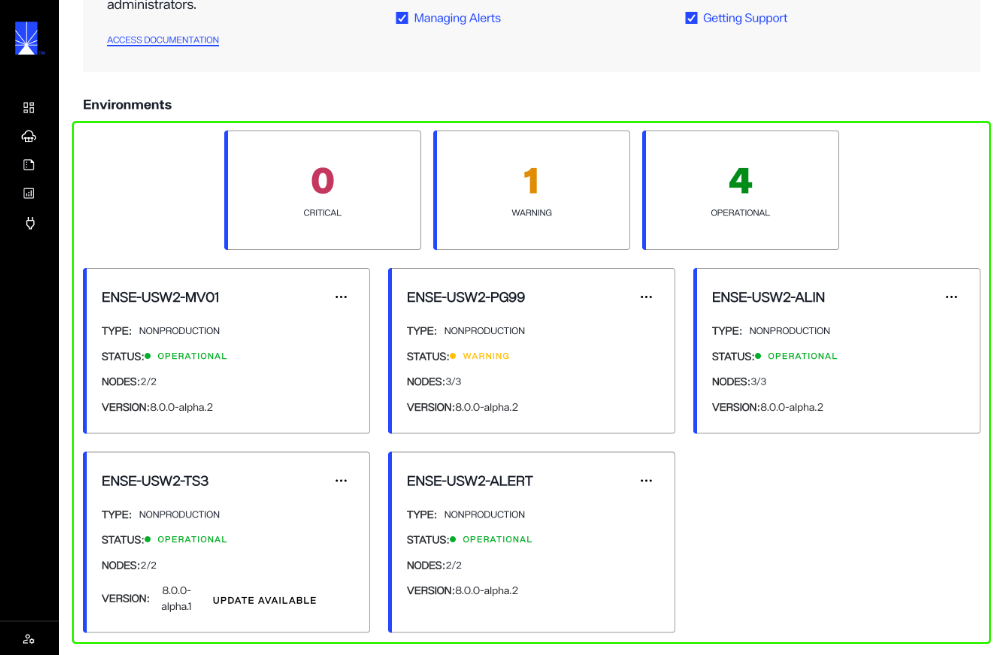 administrators.
Managing Alerts
Getting Support
ACCESS DOCUMENTATION
Environments
0
CRITICAL
1
WARNING
4
OPERATIONAL
ENSE-USW2-MV01
TYPE: NONPRODUCTION
STATUS: OPERATIONAL
NODES:2/2
VERSION:8.0.0-alpha.2
ENSE-USW2-PG99
TYPE: NONPRODUCTION
STATUS: WARNING
NODES:3/3
VERSION:8.0.0-alpha.2
ENSE-USW2-ALIN
TYPE: NONPRODUCTION
STATUS: OPERATIONAL
NODES:3/3
VERSION:8.0.0-alpha.2
ENSE-USW2-TS3
TYPE: NONPRODUCTION
STATUS: OPERATIONAL
NODES:2/2
VERSION: 8.0.0-
alpha.1
UPDATE AVAILABLE
ENSE-USW2-ALERT
TYPE: NONPRODUCTION
STATUS: OPERATIONAL
NODES:2/2
VERSION:8.0.0-alpha.2